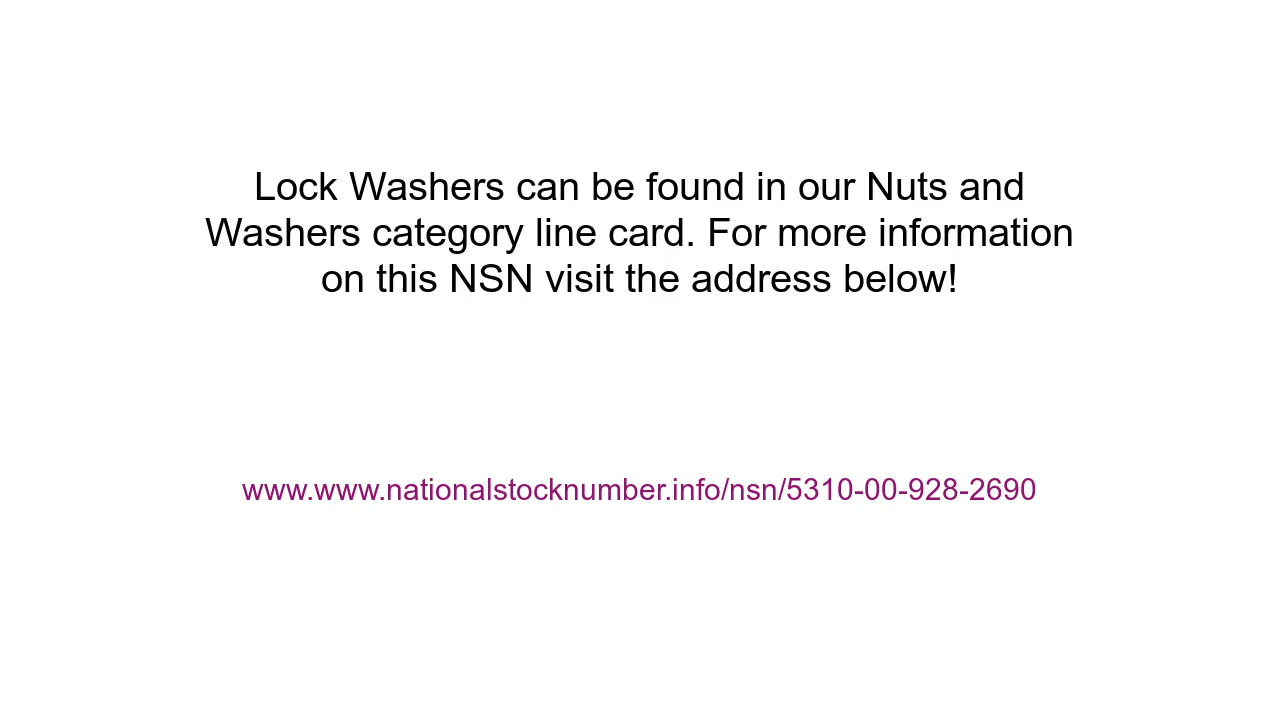 Lock Washers can be found in our Nuts and
Washers category line card. For more information
on this NSN visit the address below!
www.www.nationalstocknumber.info/nsn/5310-00-928-2690